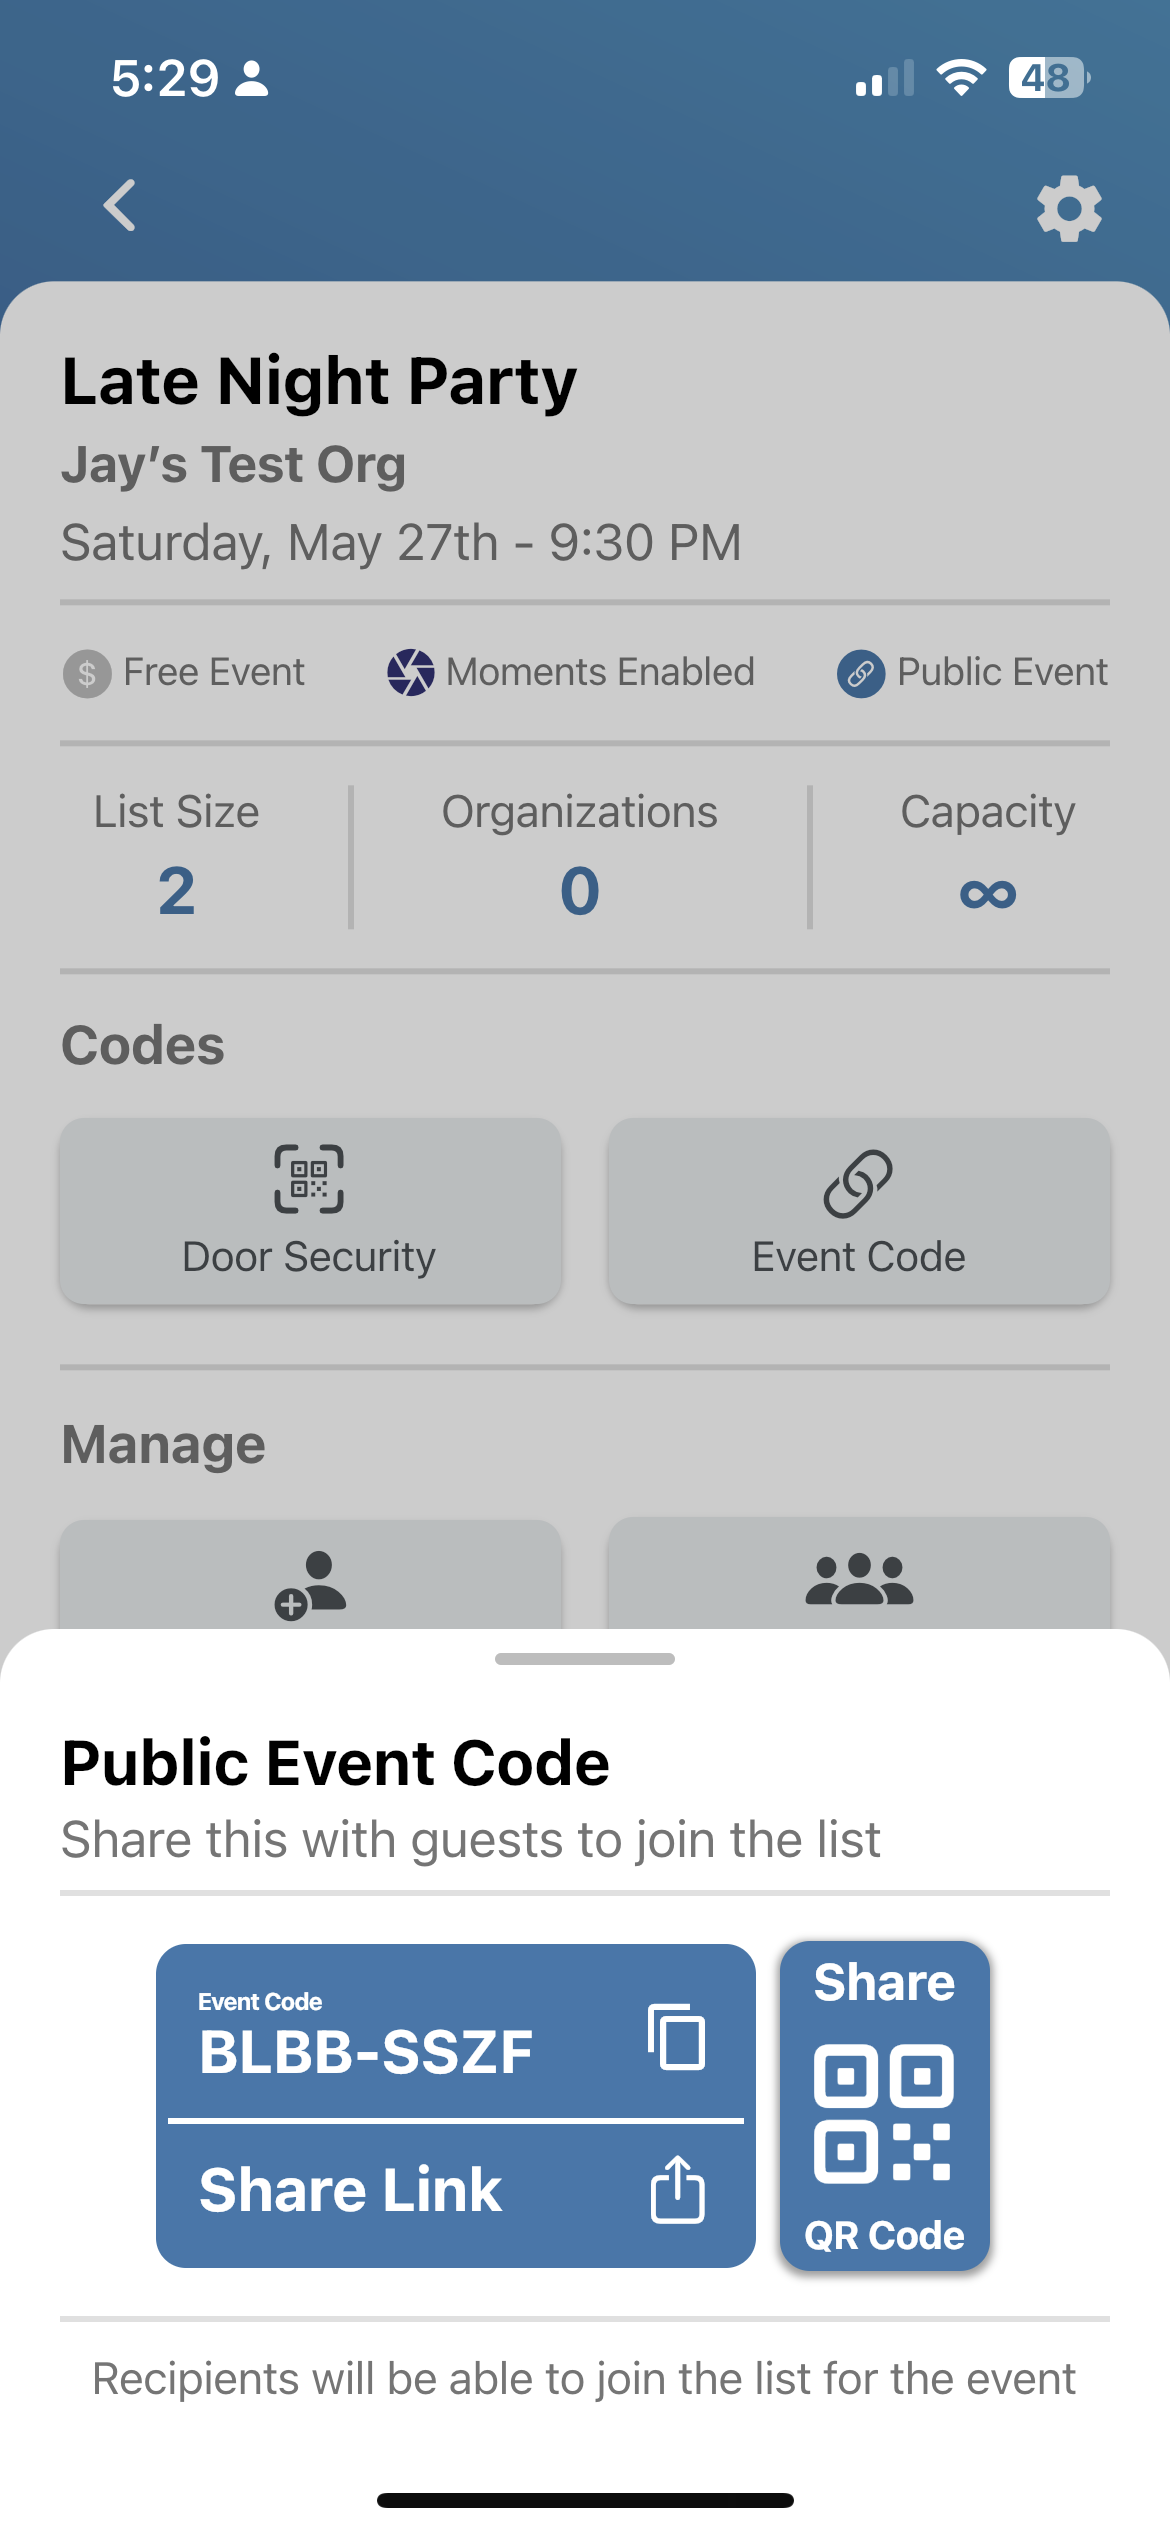 5:29
48
Late Night Party
Jay’s Test Org
Saturday, May 27th - 9:30 PM
$ Free Event Moments Enabled Public Event
List Size Organizations Capacity
2 0 ∞
Codes
Door Security Event Code
Manage
Public Event Code
Share this with guests to join the list
Event Code
BLBB-SSZF
Share Link
Share
QR Code
Recipients will be able to join the list for the event